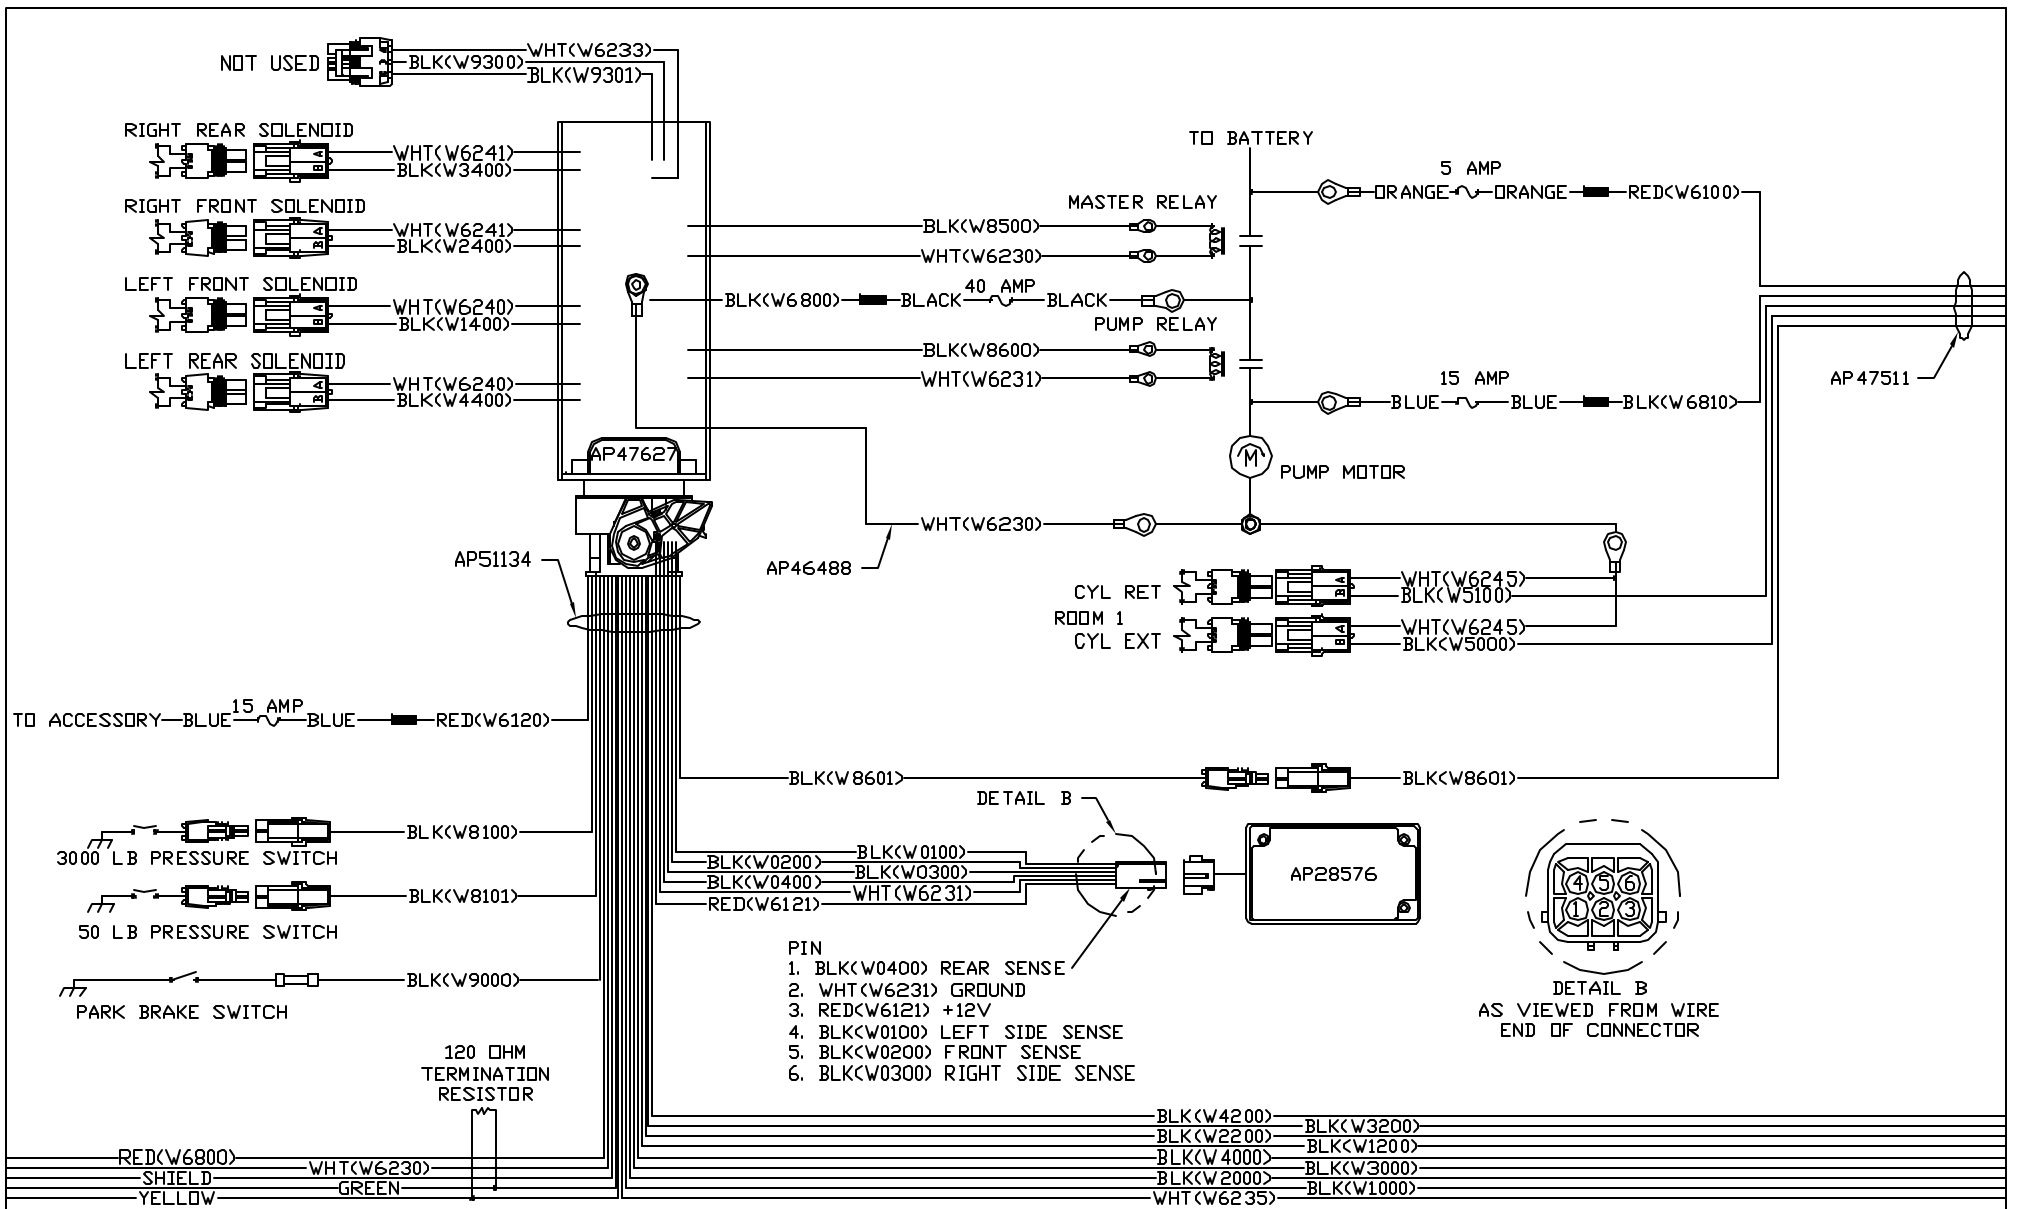 NOT USED
WHT(W6233)
BLK(W9300)
BLK(W9301)
RIGHT REAR SOLENOID
A
B
WHT(W6241)
BLK(W3400)
RIGHT FRONT SOLENOID
A
B
WHT(W6241)
BLK(W2400)
LEFT FRONT SOLENOID
A
B
WHT(W6240)
BLK(W1400)
LEFT REAR SOLENOID
A
B
WHT(W6240)
BLK(W4400)
AP47627
TO BATTERY
5 AMP
ORANGE
ORANGE
RED(W6100)
MASTER RELAY
BLK(W8500)
WHT(W6230)
40 AMP
BLK(W6800)
BLACK
BLACK
PUMP RELAY
BLK(W8600)
WHT(W6231)
15 AMP
BLUE
BLUE
BLK(W6810)
AP47511
M
PUMP MOTOR
WHT(W6230)
AP46488
AP51134
CYL RET
A
B
WHT(W6245)
BLK(W5100)
ROOM 1
CYL EXT
A
B
WHT(W6245)
BLK(W5000)
TO ACCESSORY
BLUE
15 AMP
BLUE
RED(W6120)
BLK(W8601)
BLK(W8601)
DETAIL B
BLK(W8100)
3000 LB PRESSURE SWITCH
BLK(W8101)
50 LB PRESSURE SWITCH
BLK(W9000)
PARK BRAKE SWITCH
BLK(W0100)
BLK(W0200)
BLK(W0300)
BLK(W0400)
WHT(W6231)
RED(W6121)
AP28576
4 5 6
1 2 3
DETAIL B
AS VIEWED FROM WIRE
END OF CONNECTOR
PIN
1. BLK(W0400) REAR SENSE
2. WHT(W6231) GROUND
3. RED(W6121) +12V
4. BLK(W0100) LEFT SIDE SENSE
5. BLK(W0200) FRONT SENSE
6. BLK(W0300) RIGHT SIDE SENSE
120 OHM
TERMINATION
RESISTOR
RED(W6800)
WHT(W6230)
SHIELD
GREEN
YELLOW
BLK(W4200)
BLK(W3200)
BLK(W2200)
BLK(W1200)
BLK(W4000)
BLK(W3000)
BLK(W2000)
BLK(W1000)
WHT(W6235)